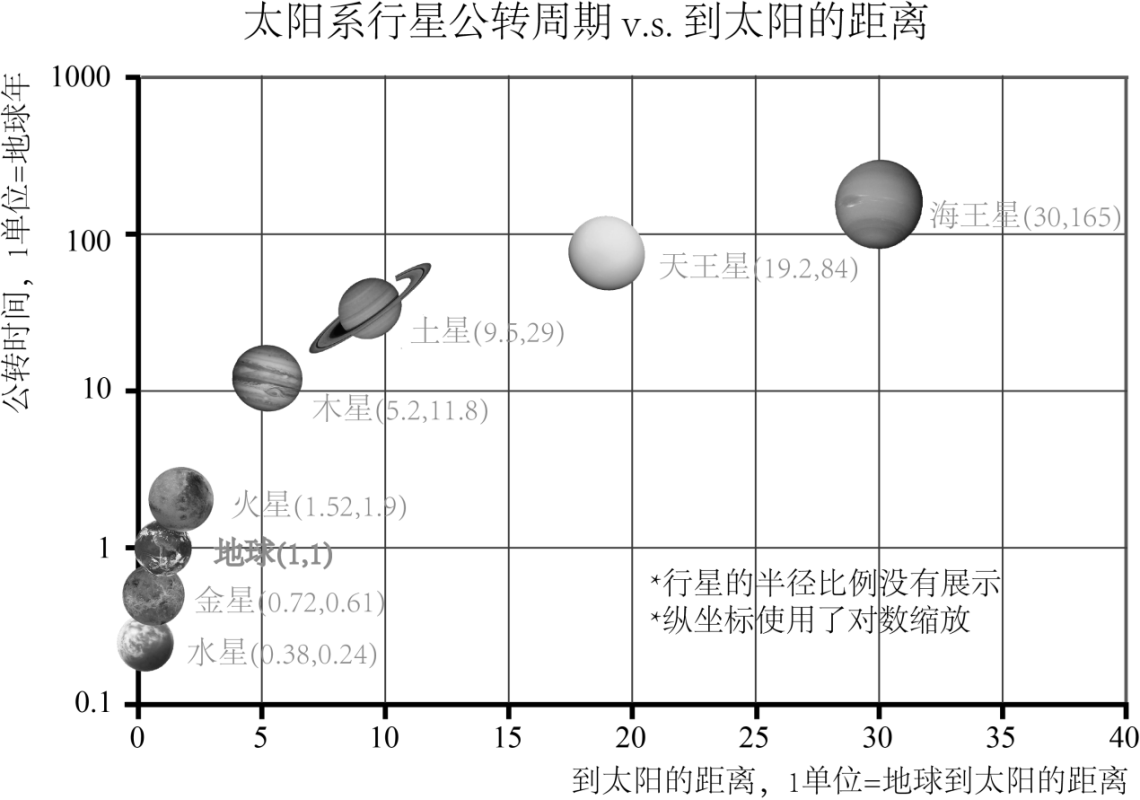 太阳系行星公转周期 v.s. 到太阳的距离
公转时间，1单位=地球年
1000
100
10
1
0.1
海王星(30,165)
天王星(19.2,84)
土星(9.5,29)
木星(5.2,11.8)
火星(1.52,1.9)
地球(1,1)
金星(0.72,0.61)
水星(0.38,0.24)
*行星的半径比例没有展示
*纵坐标使用了对数缩放
0 5 10 15 20 25 30 35 40
到太阳的距离，1单位=地球到太阳的距离